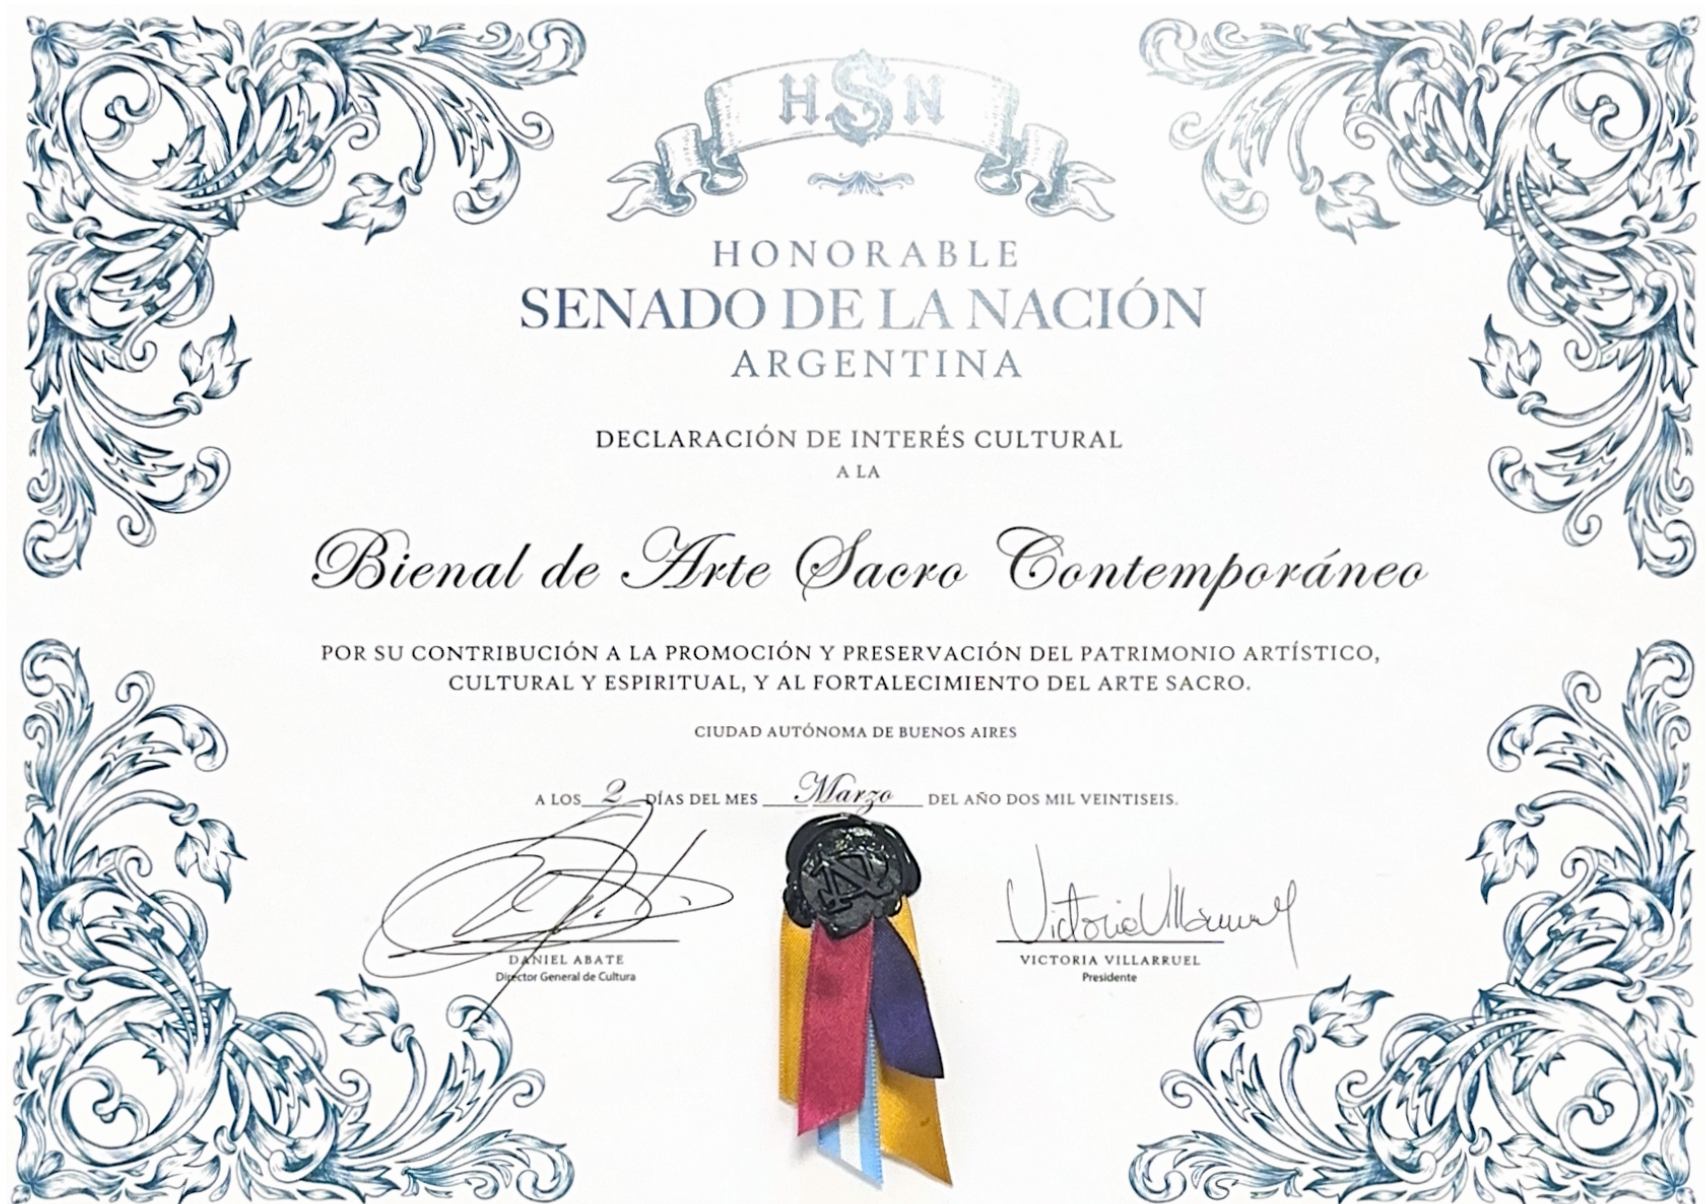 HSN
HONORABLE
SENADO DE LA NACIÓN
ARGENTINA
DECLARACIÓN DE INTERÉS CULTURAL
A LA
Bienal de Arte Sacro Contemporáneo
POR SU CONTRIBUCIÓN A LA PROMOCIÓN Y PRESERVACIÓN DEL PATRIMONIO ARTÍSTICO,
CULTURAL Y ESPIRITUAL, Y AL FORTALECIMIENTO DEL ARTE SACRO.
CIUDAD AUTÓNOMA DE BUENOS AIRES
A LOS 2 DÍAS DEL MES Marzo DEL AÑO DOS MIL VEINTISEIS.
Victoria Villarruel
DANIEL ABATE
Director General de Cultura
VICTORIA VILLARRUEL
Presidente